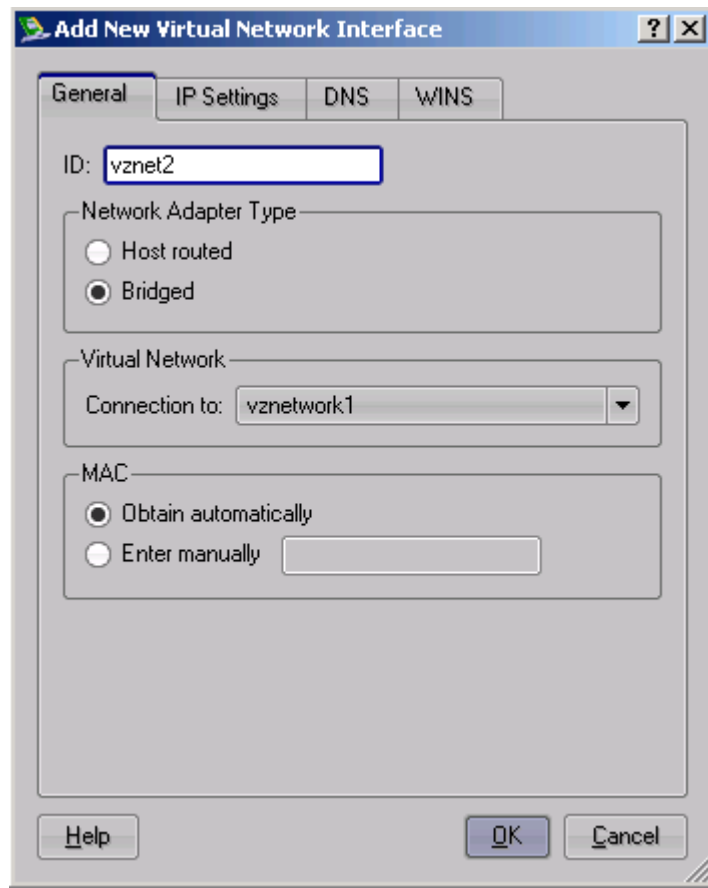 Add New Virtual Network Interface
General IP Settings DNS WINS
ID: vznet2
Network Adapter Type
Host routed
Bridged
Virtual Network
Connection to: vznetwork1
MAC
Obtain automatically
Enter manually
Help OK Cancel